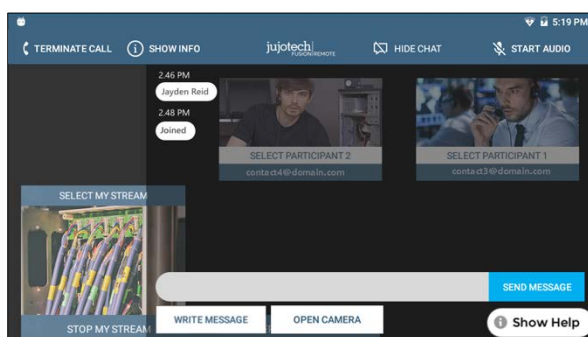 5:19 PM
TERMINATE CALL
SHOW INFO
jujotech
FUSION REMOTE
HIDE CHAT
START AUDIO
2.46 PM
Jayden Reid
2.48 PM
Joined
SELECT PARTICIPANT 2
contact4@domain.com
SELECT PARTICIPANT 1
contact3@domain.com
SELECT MY STREAM
SEND MESSAGE
STOP MY STREAM
WRITE MESSAGE
OPEN CAMERA
Show Help